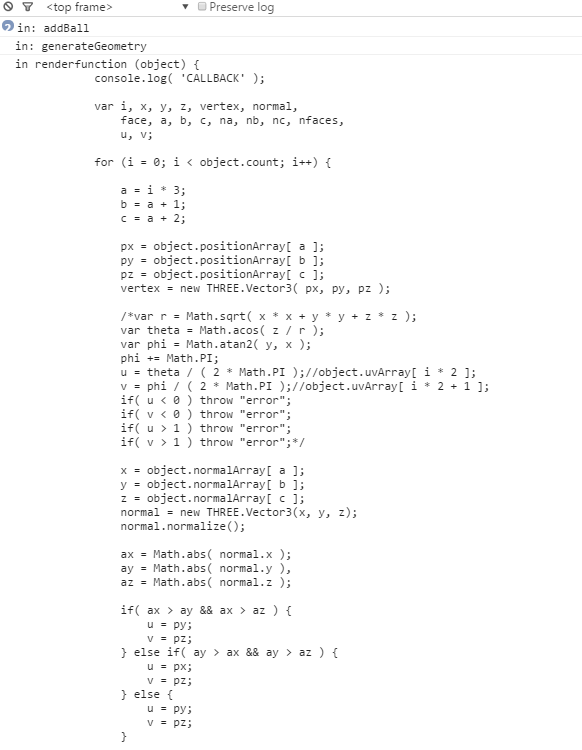 <top frame> ▼ Preserve log
2 in: addBall
in: generateGeometry
in renderfunction (object) {
console.log( 'CALLBACK' );
var i, x, y, z, vertex, normal,
face, a, b, c, na, nb, nc, nfaces,
u, v;
for (i = 0; i < object.count; i++) {
a = i * 3;
b = a + 1;
c = a + 2;
px = object.positionArray[ a ];
py = object.positionArray[ b ];
pz = object.positionArray[ c ];
vertex = new THREE.Vector3( px, py, pz );
/*var r = Math.sqrt( x * x + y * y + z * z );
var theta = Math.acos( z / r );
var phi = Math.atan2( y, x );
phi += Math.PI;
u = theta / ( 2 * Math.PI );//object.uvArray[ i * 2 ];
v = phi / ( 2 * Math.PI );//object.uvArray[ i * 2 + 1 ];
if( u < 0 ) throw "error";
if( v < 0 ) throw "error";
if( u > 1 ) throw "error";
if( v > 1 ) throw "error";*/
x = object.normalArray[ a ];
y = object.normalArray[ b ];
z = object.normalArray[ c ];
normal = new THREE.Vector3(x, y, z);
normal.normalize();
ax = Math.abs( normal.x );
ay = Math.abs( normal.y ),
az = Math.abs( normal.z );
if( ax > ay && ax > az ) {
u = py;
v = pz;
} else if( ay > ax && ay > az ) {
u = px;
v = pz;
} else {
u = py;
v = pz;
}